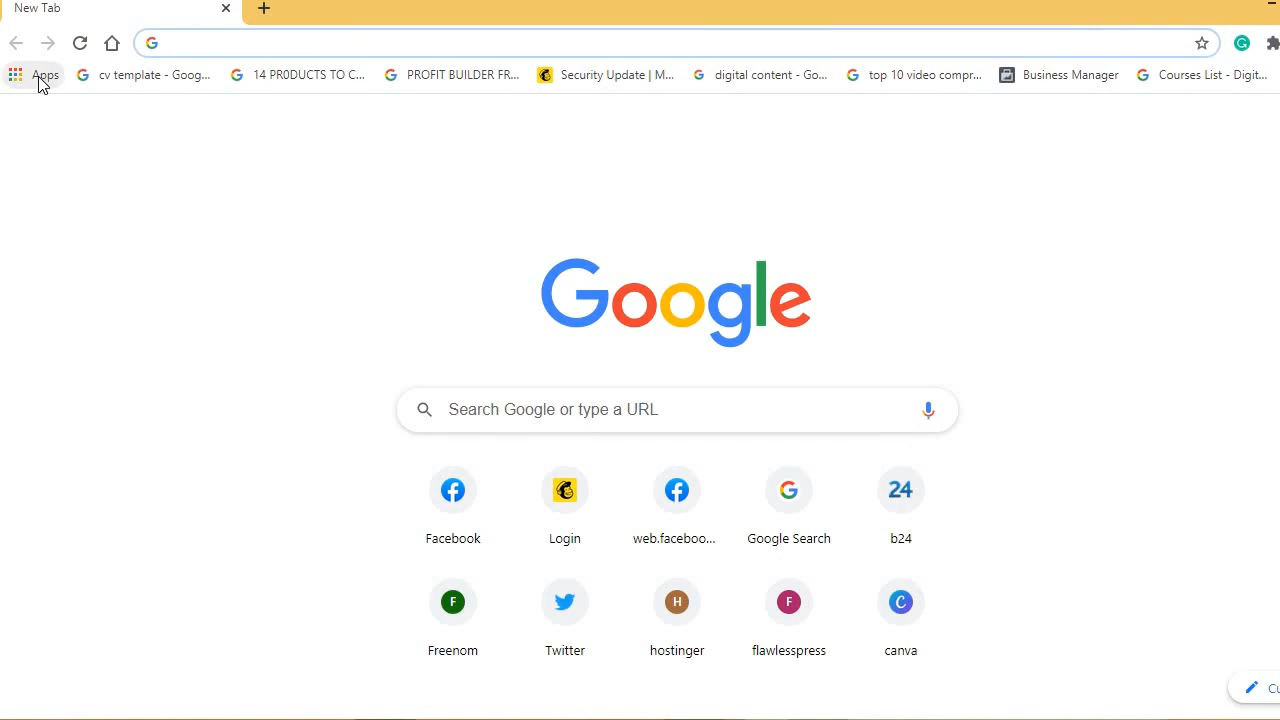 New Tab
Apps cv template - Goog... 14 PR0DUCTS TO C... PROFIT BUILDER FR... Security Update | M... digital content - Go... top 10 video compr... Business Manager Courses List - Digit...
Google
Search Google or type a URL
24
Facebook Login web.faceboo... Google Search b24
F H F C
Freenom Twitter hostinger flawlesspress canva
Cu